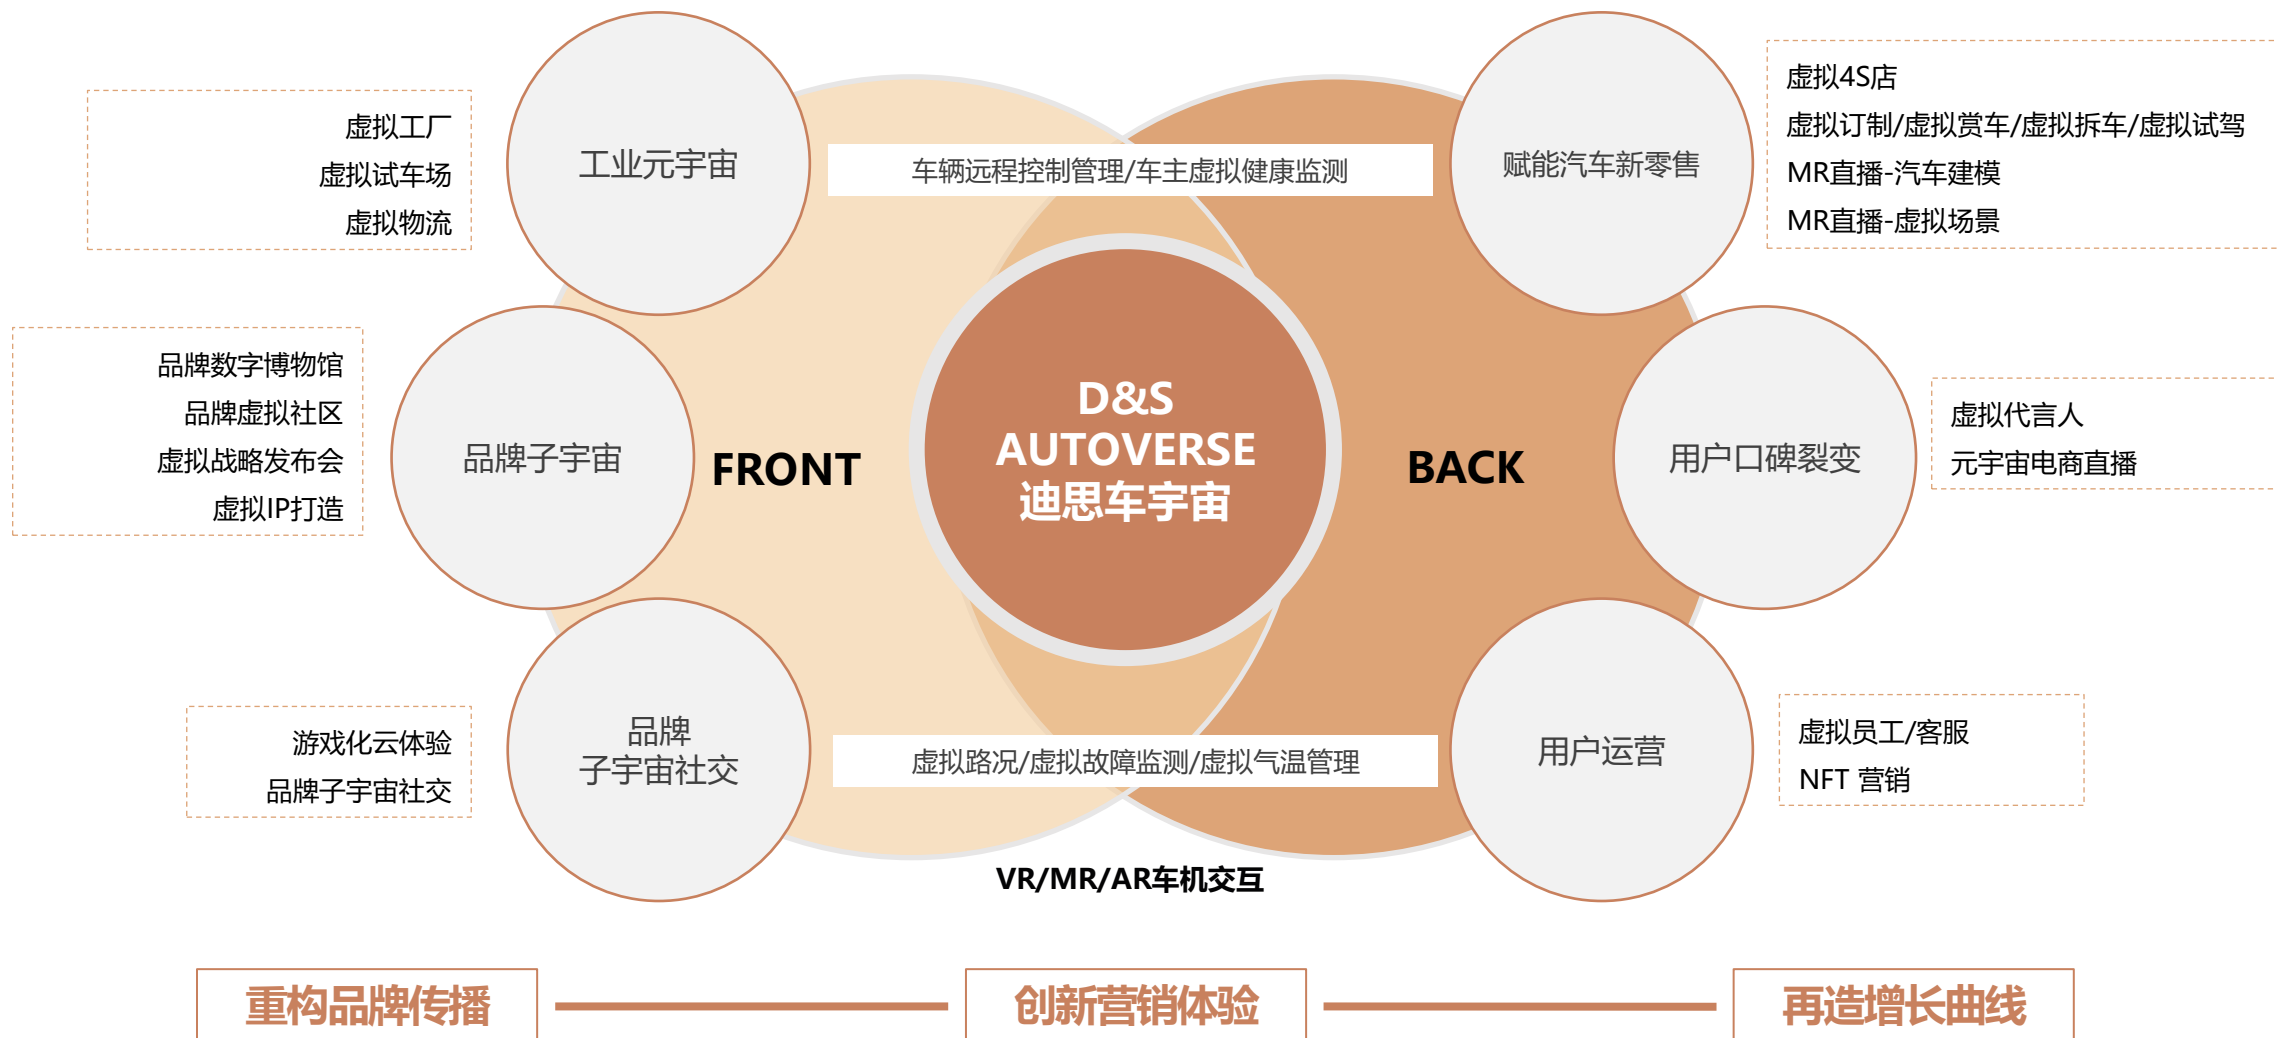 虚拟工厂
虚拟试车场
虚拟物流
工业元宇宙
车辆远程控制管理/车主虚拟健康监测
赋能汽车新零售
虚拟4S店
虚拟订制/虚拟赏车/虚拟拆车/虚拟试驾
MR直播-汽车建模
MR直播-虚拟场景
品牌数字博物馆
品牌虚拟社区
虚拟战略发布会
虚拟IP打造
品牌子宇宙
FRONT
D&S
AUTOVERSE
迪思车宇宙
BACK
用户口碑裂变
虚拟代言人
元宇宙电商直播
游戏化云体验
品牌子宇宙社交
品牌
子宇宙社交
虚拟路况/虚拟故障监测/虚拟气温管理
用户运营
虚拟员工/客服
NFT 营销
VR/MR/AR车机交互
重构品牌传播
创新营销体验
再造增长曲线